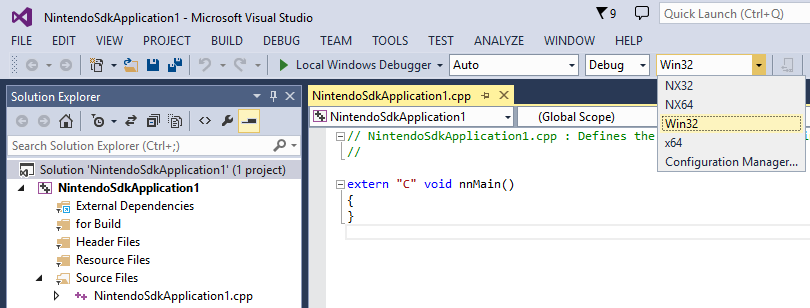 NintendoSdkApplication1 - Microsoft Visual Studio
9
Quick Launch (Ctrl+Q)
FILE EDIT VIEW PROJECT BUILD DEBUG TEAM TOOLS TEST ANALYZE WINDOW HELP
Local Windows Debugger Auto Debug Win32
NX32
NX64
Win32
x64
Configuration Manager...
Solution Explorer
Search Solution Explorer (Ctrl+;)
Solution 'NintendoSdkApplication1' (1 project)
NintendoSdkApplication1
External Dependencies
for Build
Header Files
Resource Files
Source Files
NintendoSdkApplication1.cpp
NintendoSdkApplication1.cpp
NintendoSdkApplication1 (Global Scope)
// NintendoSdkApplication1.cpp : Defines the
//
extern "C" void nnMain()
{
}